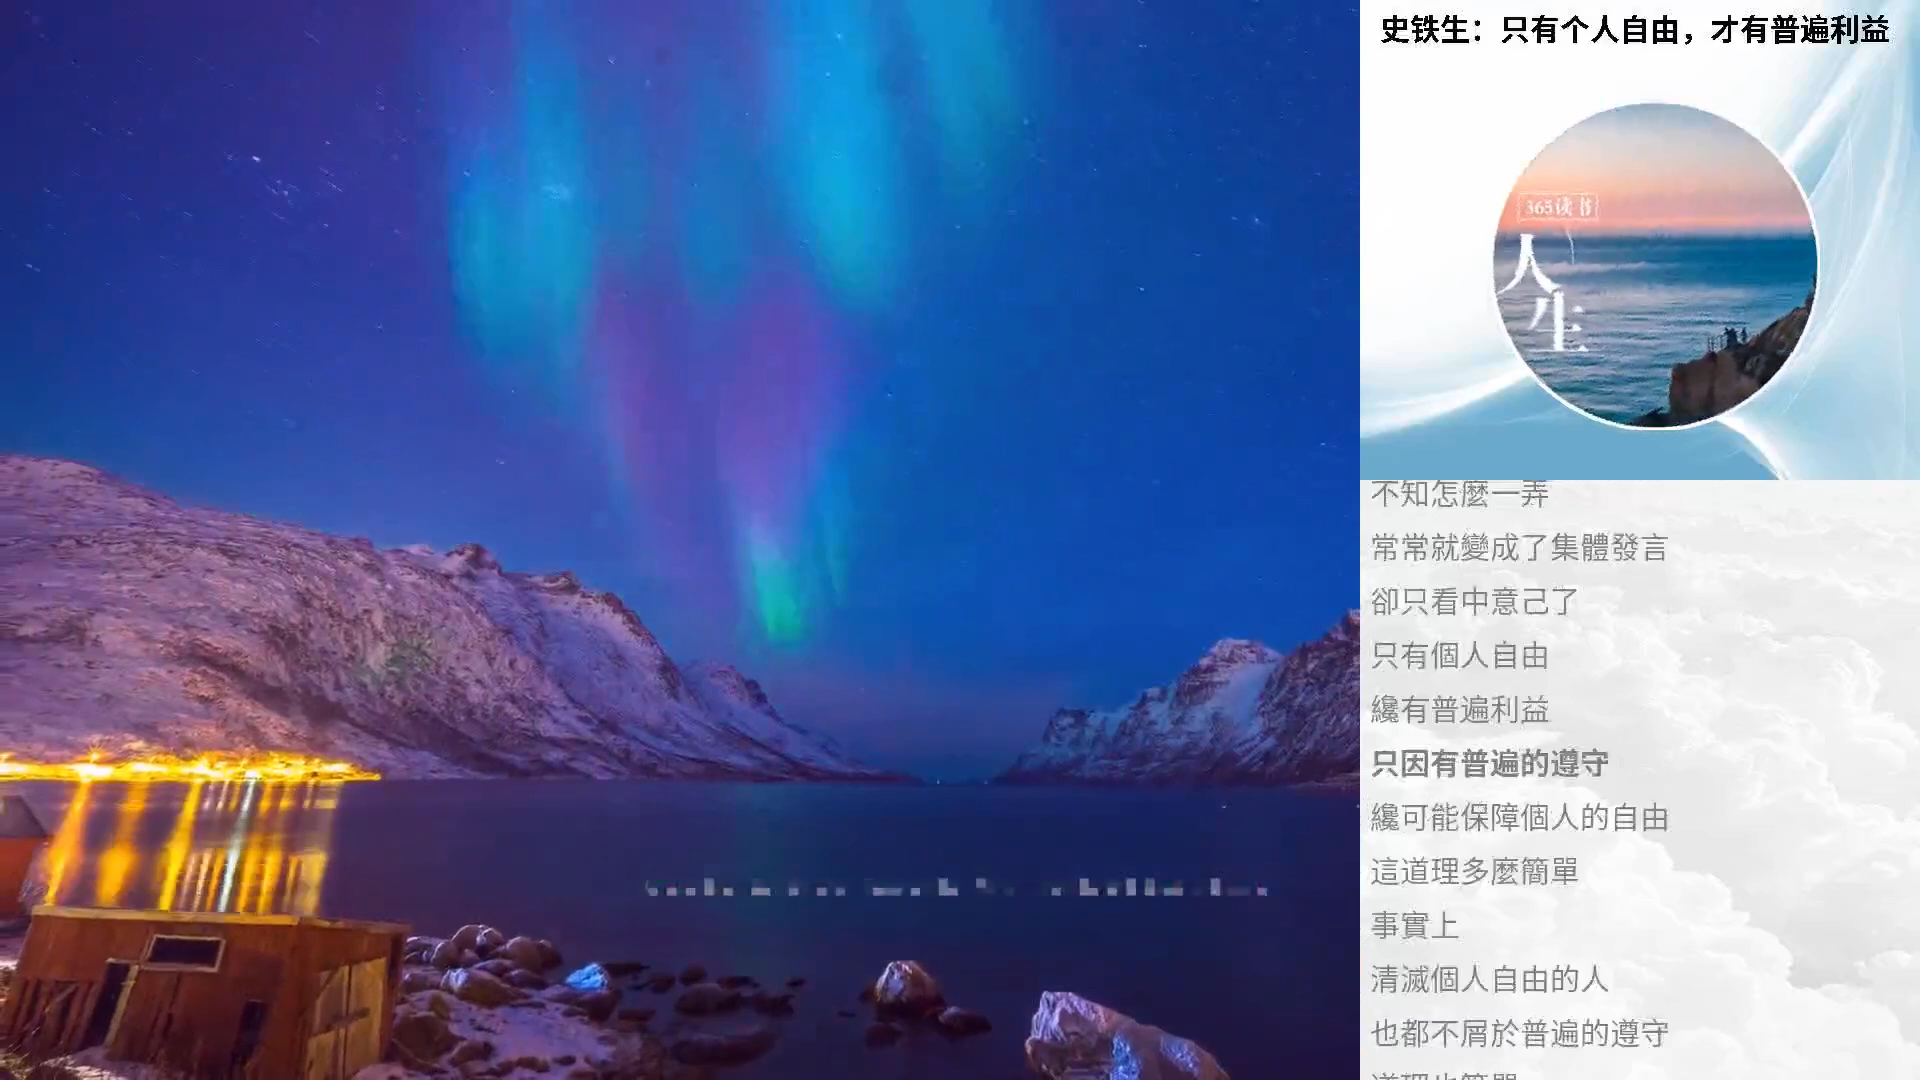 史铁生：只有个人自由，才有普遍利益
365读书
人生
不知怎麼一弄
常常就變成了集體發言
卻只看中意己了
只有個人自由
纔有普遍利益
只因有普遍的遵守
纔可能保障個人的自由
這道理多麼簡單
事實上
清滅個人自由的人
也都不屑於普遍的遵守
道理也簡單